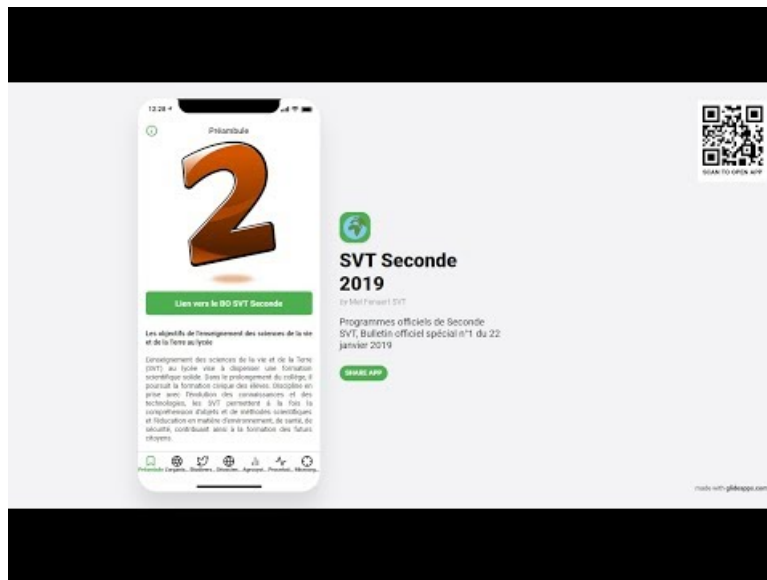 12:28
Préambule
2
Lien vers le BO SVT Seconde
Les objectifs de l'enseignement des sciences de la vie
et de la Terre au lycée
L'enseignement des sciences de la vie et de la Terre
(SVT) au lycée vise à dispenser une formation
scientifique solide. Dans le prolongement du collège, il
poursuit la formation civique des élèves. Discipline en
prise avec l'évolution des connaissances et des
technologies, les SVT permettent à la fois la
compréhension d'objets et de méthodes scientifiques
et l'éducation en matière d'environnement, de santé, de
sécurité, contribuant ainsi à la formation des futurs
citoyens.
Préambule
SVT Seconde
2019
SVT
Programmes officiels de Seconde
SVT, Bulletin officiel spécial n°1 du 22
janvier 2019
SHARE APP
SCAN TO OPEN APP
made with glideapps.com